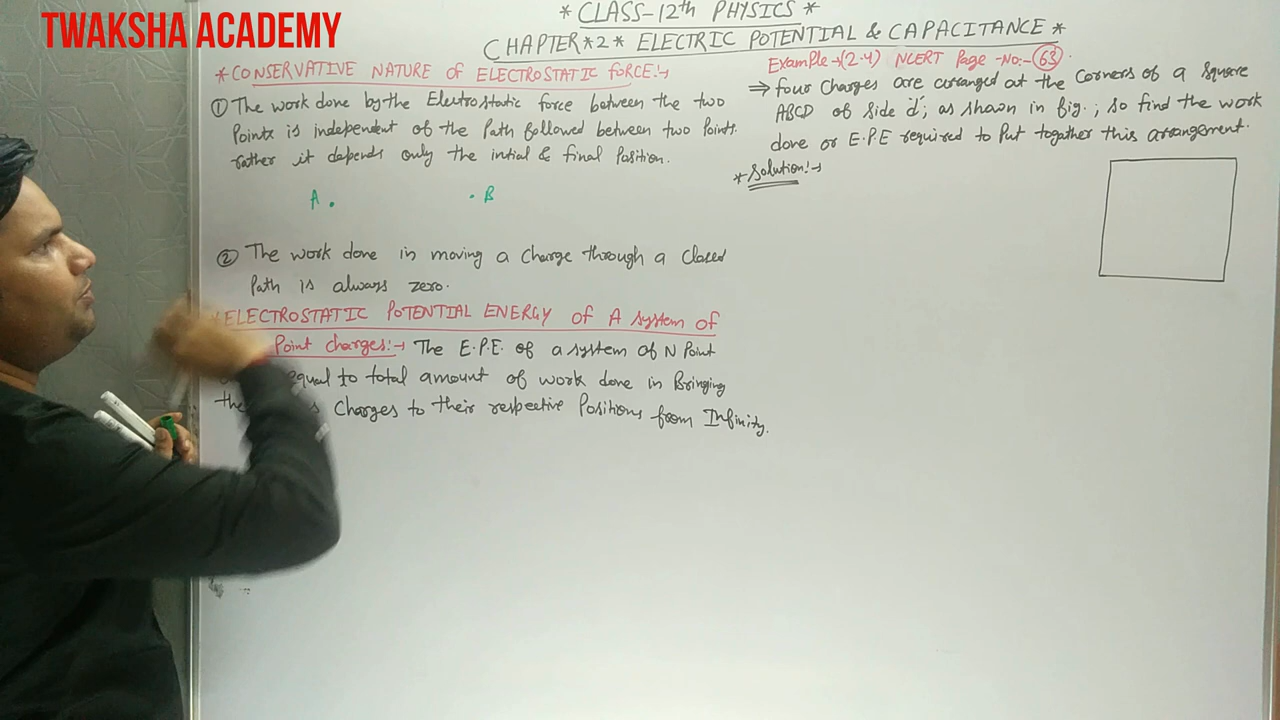 TWAKSHA ACADEMY
* CLASS-12th PHYSICS *
CHAPTER*2* ELECTRIC POTENTIAL & CAPACITANCE *
*CONSERVATIVE NATURE of ELECTROSTATIC force:→
① The work done by the Electrostatic force between the two
Points is independent of the Path followed between two Points.
rather it depends only the intial & final Position.
A . . B
② The work done in moving a charge through a closed
Path is always zero.
*ELECTROSTATIC POTENTIAL ENERGY of A system of
Point charges:→ The E.P.E. of a system of N Point
equal to total amount of work done in Bringing
the charges to their respective Positions from Infinity.
Example→(2.4) NCERT Page-No:-63.
⇒ four charges are arranged at the corners of a square
ABCD of side 'd'; as shown in fig.; so find the work
done or E.P.E required to Put together this arrangement.
*Solution:→